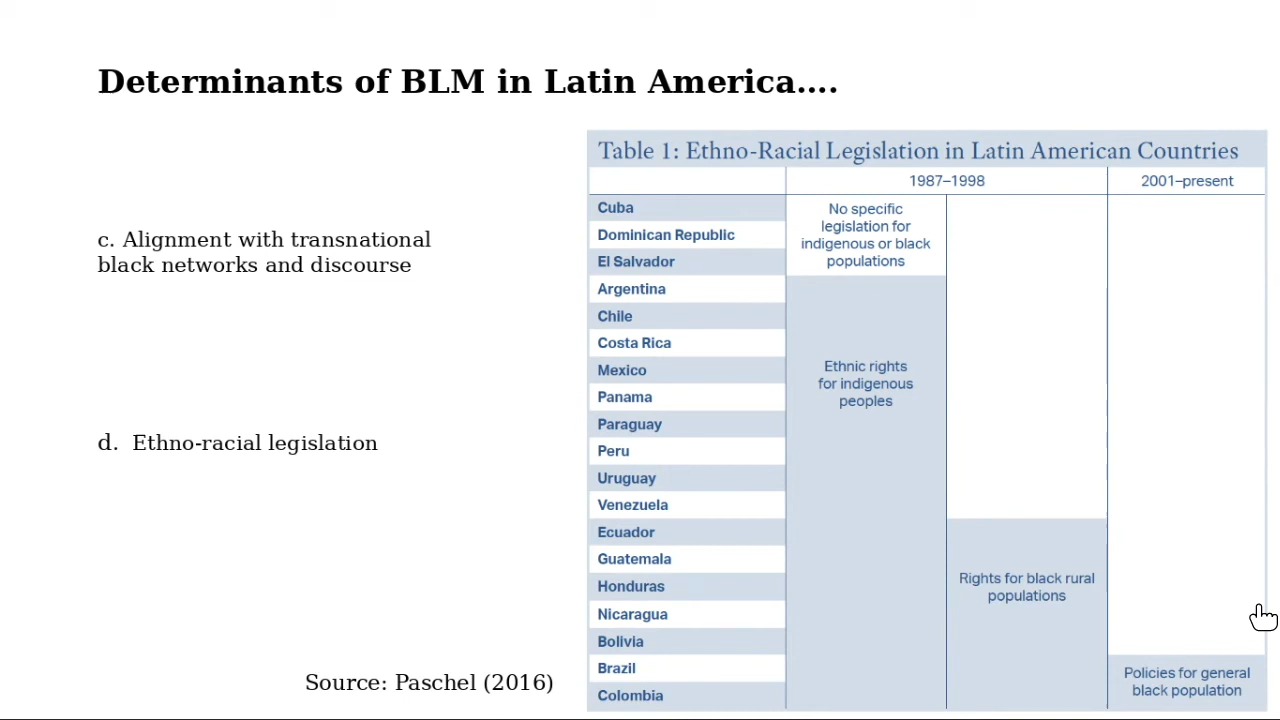 Determinants of BLM in Latin America....
c. Alignment with transnational
black networks and discourse
d. Ethno-racial legislation
Source: Paschel (2016)
Table 1: Ethno-Racial Legislation in Latin American Countries
1987–1998
2001–present
Cuba
Dominican Republic
El Salvador
Argentina
Chile
Costa Rica
Mexico
Panama
Paraguay
Peru
Uruguay
Venezuela
Ecuador
Guatemala
Honduras
Nicaragua
Bolivia
Brazil
Colombia
No specific
legislation for
indigenous or black
populations
Ethnic rights
for indigenous
peoples
Rights for black rural
populations
Policies for general
black population